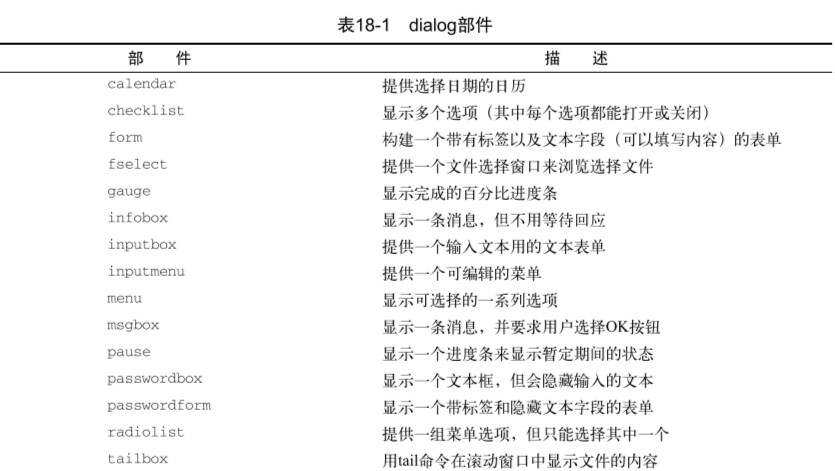 表18-1 dialog部件
部 件 描 述
calendar 提供选择日期的日历
checklist 显示多个选项（其中每个选项都能打开或关闭）
form 构建一个带有标签以及文本字段（可以填写内容）的表单
fselect 提供一个文件选择窗口来浏览选择文件
gauge 显示完成的百分比进度条
infobox 显示一条消息，但不用等待回应
inputbox 提供一个输入文本用的文本表单
inputmenu 提供一个可编辑的菜单
menu 显示可选择的一系列选项
msgbox 显示一条消息，并要求用户选择OK按钮
pause 显示一个进度条来显示暂定期间的状态
passwordbox 显示一个文本框，但会隐藏输入的文本
passwordform 显示一个带标签和隐藏文本字段的表单
radiolist 提供一组菜单选项，但只能选择其中一个
tailbox 用tail命令在滚动窗口中显示文件的内容